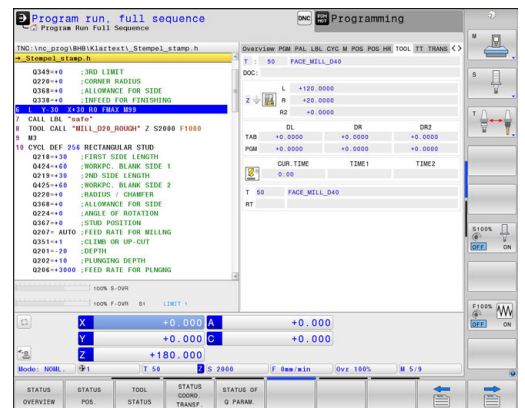 Program run, full sequence
Program Run Full Sequence
DNC
Programming
TNC:\nc_prog\BHB\Klartext\_Stempel_stamp.h
→_Stempel_stamp.h
Q349=+0 ;3RD LIMIT
Q220=+0 ;CORNER RADIUS
Q368=+0 ;ALLOWANCE FOR SIDE
Q338=+0 ;INFEED FOR FINISHING
6 L Y-30 X+30 R0 FMAX M99
7 CALL LBL "safe"
8 TOOL CALL "MILL_D20_ROUGH" Z S2000 F1000
9 M3
10 CYCL DEF 256 RECTANGULAR STUD
Q218=+30 ;FIRST SIDE LENGTH
Q424=+60 ;WORKPC. BLANK SIDE 1
Q219=+30 ;2ND SIDE LENGTH
Q425=+60 ;WORKPC. BLANK SIDE 2
Q220=+0 ;RADIUS / CHAMFER
Q368=+0 ;ALLOWANCE FOR SIDE
Q224=+0 ;ANGLE OF ROTATION
Q367=+0 ;STUD POSITION
Q207= AUTO ;FEED RATE FOR MILLNG
Q351=+1 ;CLIMB OR UP-CUT
Q201=-20 ;DEPTH
Q202=+10 ;PLUNGING DEPTH
Q206=+3000 ;FEED RATE FOR PLNGNG
100% S-OVR
100% F-OVR S1 LIMIT 1
Overview PGM PAL LBL CYC M POS POS HR TOOL TT TRANS
T : 50 FACE_MILL_D40
DOC:
Z L +120.0000
R +20.0000
R2 +0.0000
DL DR DR2
TAB +0.0000 +0.0000 +0.0000
PGM +0.0000 +0.0000 +0.0000
CUR.TIME TIME1 TIME2
0:00
T 50 FACE_MILL_D40
RT
X +0.000 A +0.000
Y +0.000 C +0.000
Z +180.000
Mode: NOML. 1 T 50 Z S 2000 F 0mm/min Ovr 100% M 5/9
STATUS OVERVIEW
STATUS POS.
TOOL STATUS
STATUS COORD. TRANSF.
STATUS OF Q PARAM.
M
S
T
S100%
OFF ON
F100%
OFF ON